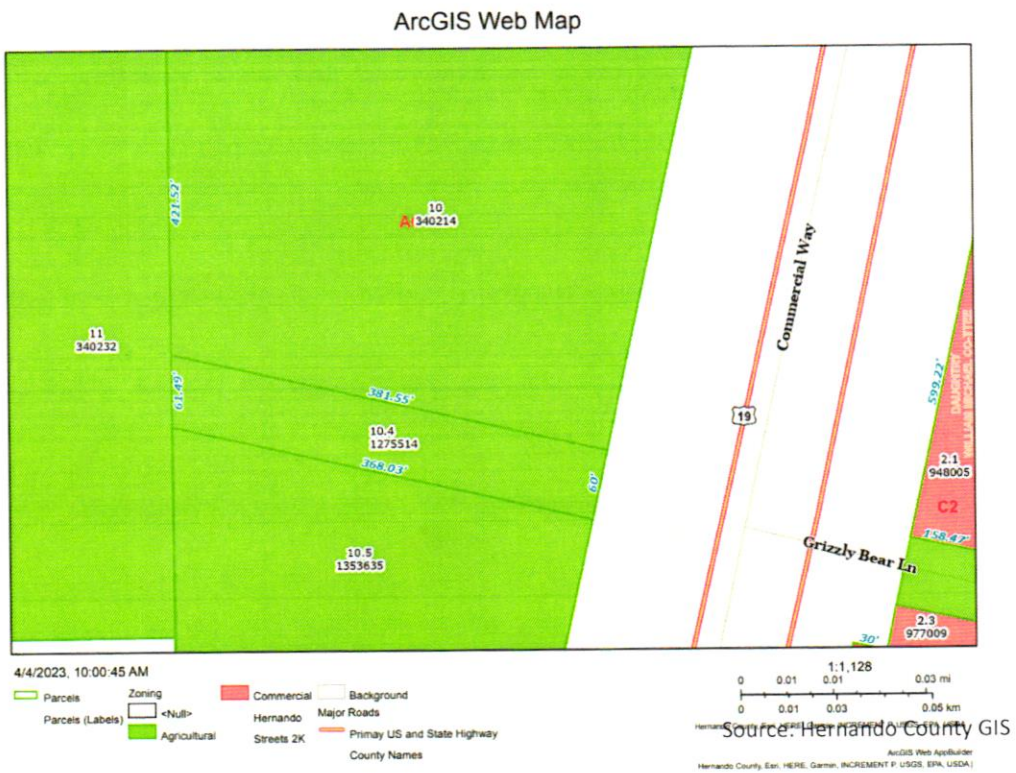 ArcGIS Web Map
421.52'
10
A 340214
Commercial Way
11
340232
61.49'
381.55'
599.22'
DAUGHTRY
WILLIAM MICHAEL CO-TTEE
19
10.4
1275514
368.03'
60'
2.1
948005
C2
158.47'
Grizzly Bear Ln
10.5
1353635
2.3
977009
30'
4/4/2023, 10:00:45 AM
Parcels
Parcels (Labels)
Zoning
<Null>
Agricultural
Commercial
Hernando
Streets 2K
Background
Major Roads
Primay US and State Highway
County Names
1:1,128
0 0.01 0.01 0.03 mi
0 0.01 0.03 0.05 km
Source: Hernando County GIS
ArcGIS Web AppBuilder
Hernando County, Esri, HERE, Garmin, INCREMENT P, USGS, EPA, USDA |